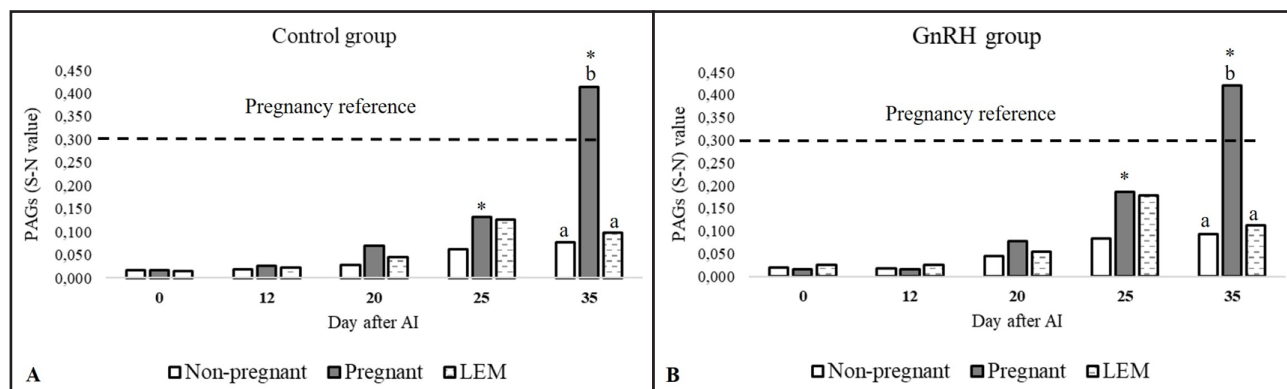 Control group
0,450
0,400
0,350
0,300
0,250
0,200
0,150
0,100
0,050
0,000
PAGs (S-N value)
Pregnancy reference
*
a
*
b
a
0 12 20 25 35
Day after AI
Non-pregnant Pregnant LEM
A
GnRH group
0,450
0,400
0,350
0,300
0,250
0,200
0,150
0,100
0,050
0,000
PAGs (S-N) value
Pregnancy reference
*
a
*
b
a
0 12 20 25 35
Day after AI
Non-pregnant Pregnant LEM
B